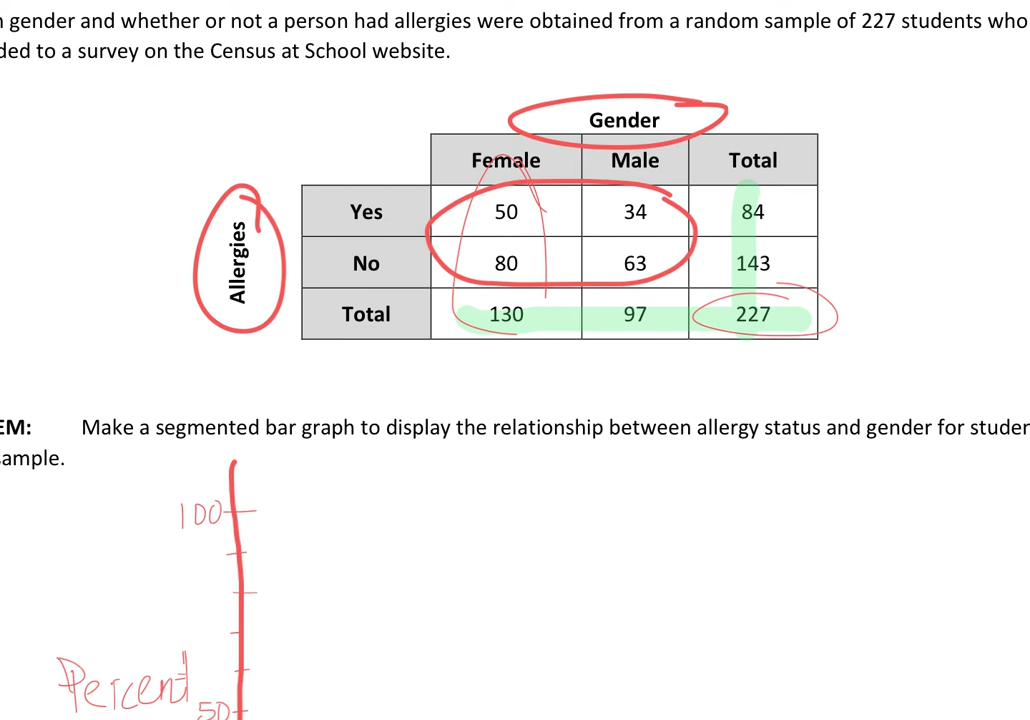 gender and whether or not a person had allergies were obtained from a random sample of 227 students who
ded to a survey on the Census at School website.
Gender
Female Male Total
Allergies
Yes 50 34 84
No 80 63 143
Total 130 97 227
EM: Make a segmented bar graph to display the relationship between allergy status and gender for studer
ample.
100
Percent
50